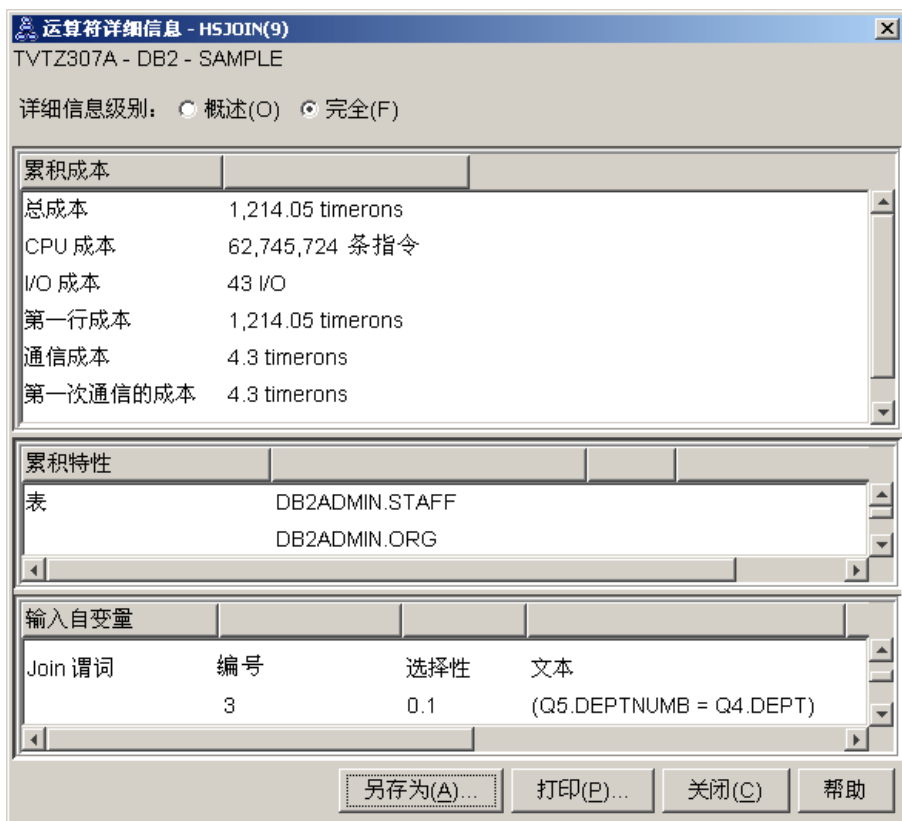 运算符详细信息 - HSJOIN(9)
TVTZ307A - DB2 - SAMPLE
详细信息级别： 概述(O) 完全(F)
累积成本
总成本 1,214.05 timerons
CPU 成本 62,745,724 条指令
I/O 成本 43 I/O
第一行成本 1,214.05 timerons
通信成本 4.3 timerons
第一次通信的成本 4.3 timerons
累积特性
表 DB2ADMIN.STAFF
DB2ADMIN.ORG
输入自变量
Join 谓词 编号 选择性 文本
3 0.1 (Q5.DEPTNUMB = Q4.DEPT)
另存为(A)... 打印(P)... 关闭(C) 帮助